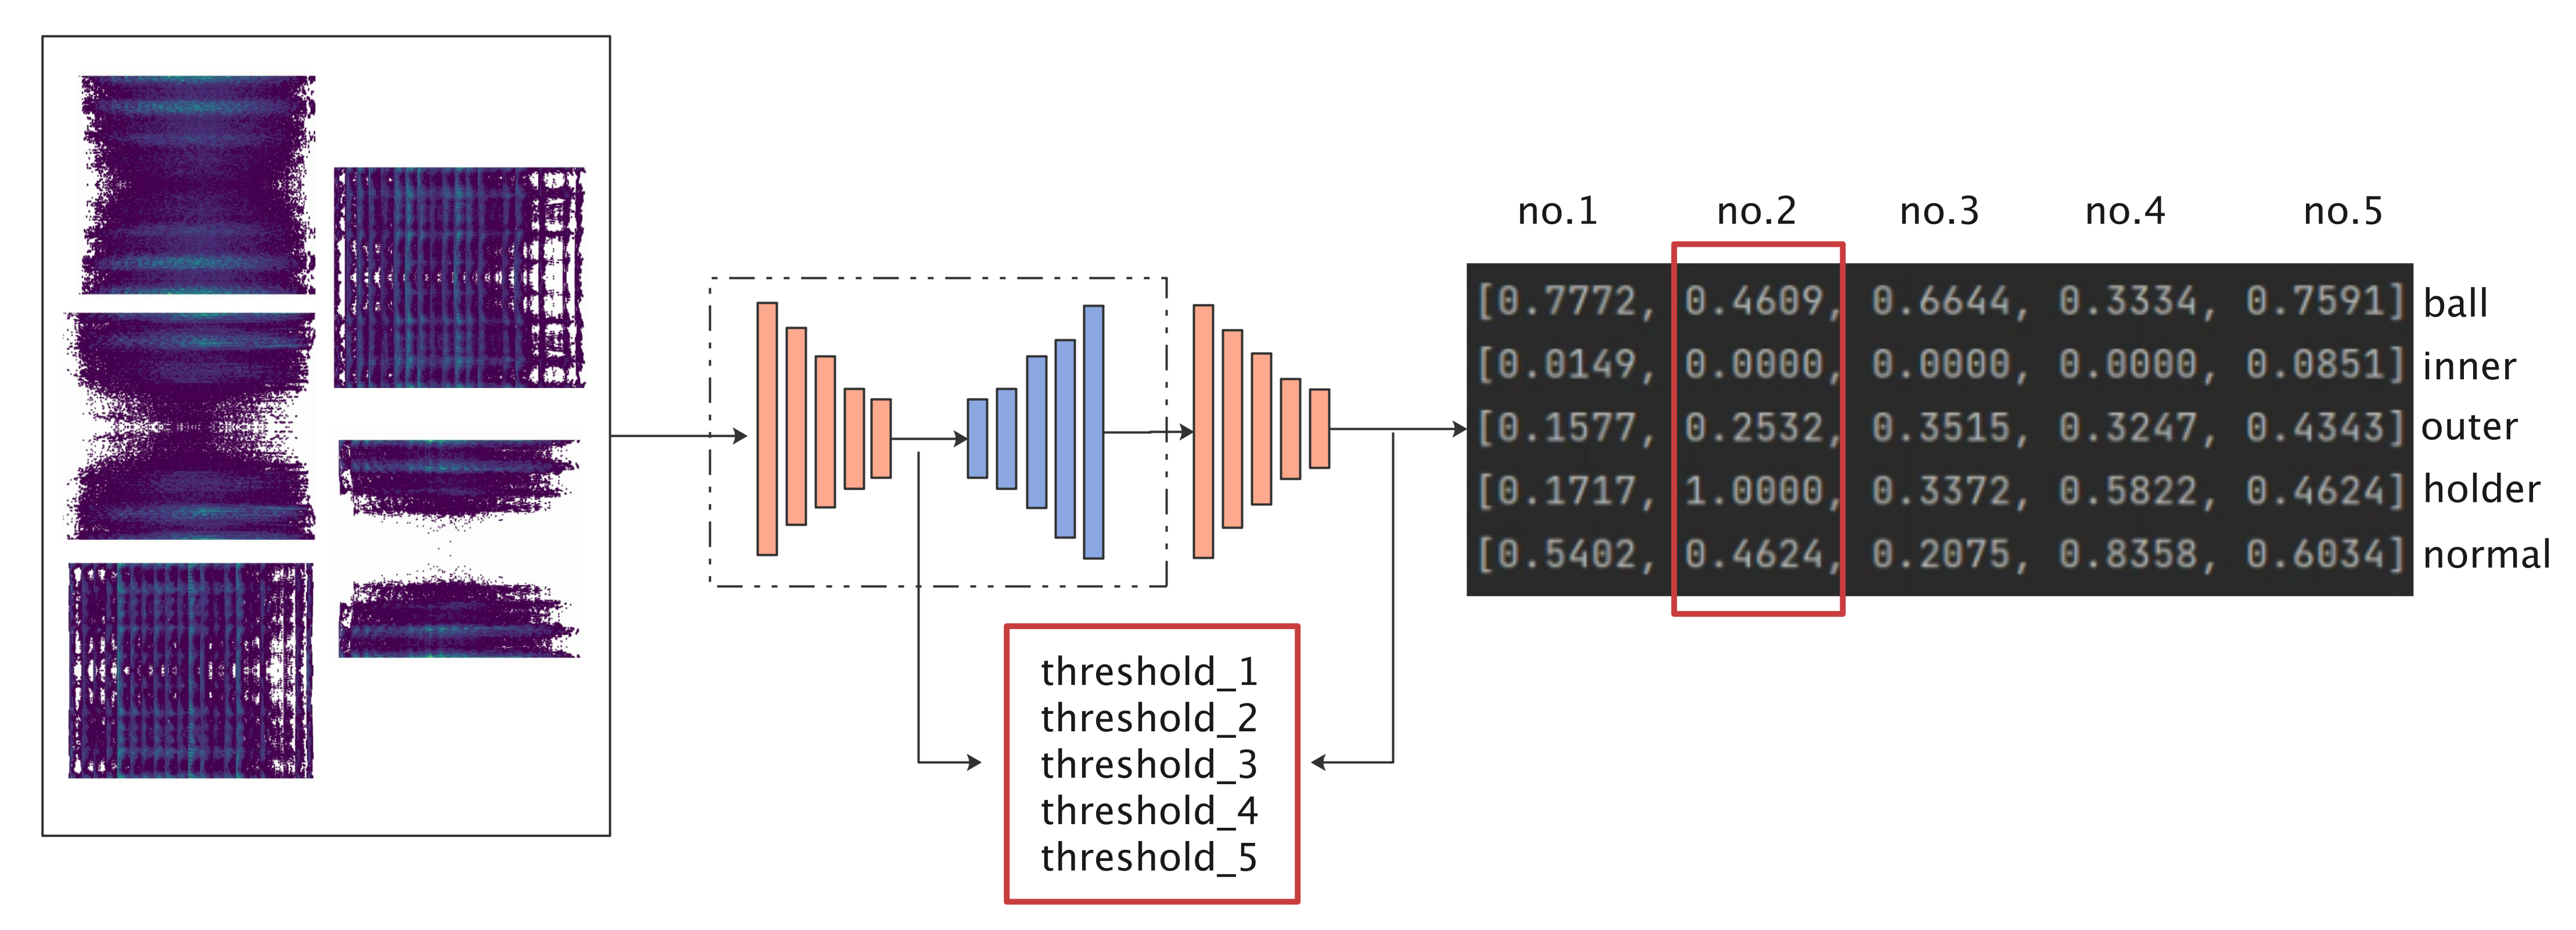 no.1 no.2 no.3 no.4 no.5
[0.7772, 0.4609, 0.6644, 0.3334, 0.7591] ball
[0.0149, 0.0000, 0.0000, 0.0000, 0.0851] inner
[0.1577, 0.2532, 0.3515, 0.3247, 0.4343] outer
[0.1717, 1.0000, 0.3372, 0.5822, 0.4624] holder
[0.5402, 0.4624, 0.2075, 0.8358, 0.6034] normal
threshold_1
threshold_2
threshold_3
threshold_4
threshold_5